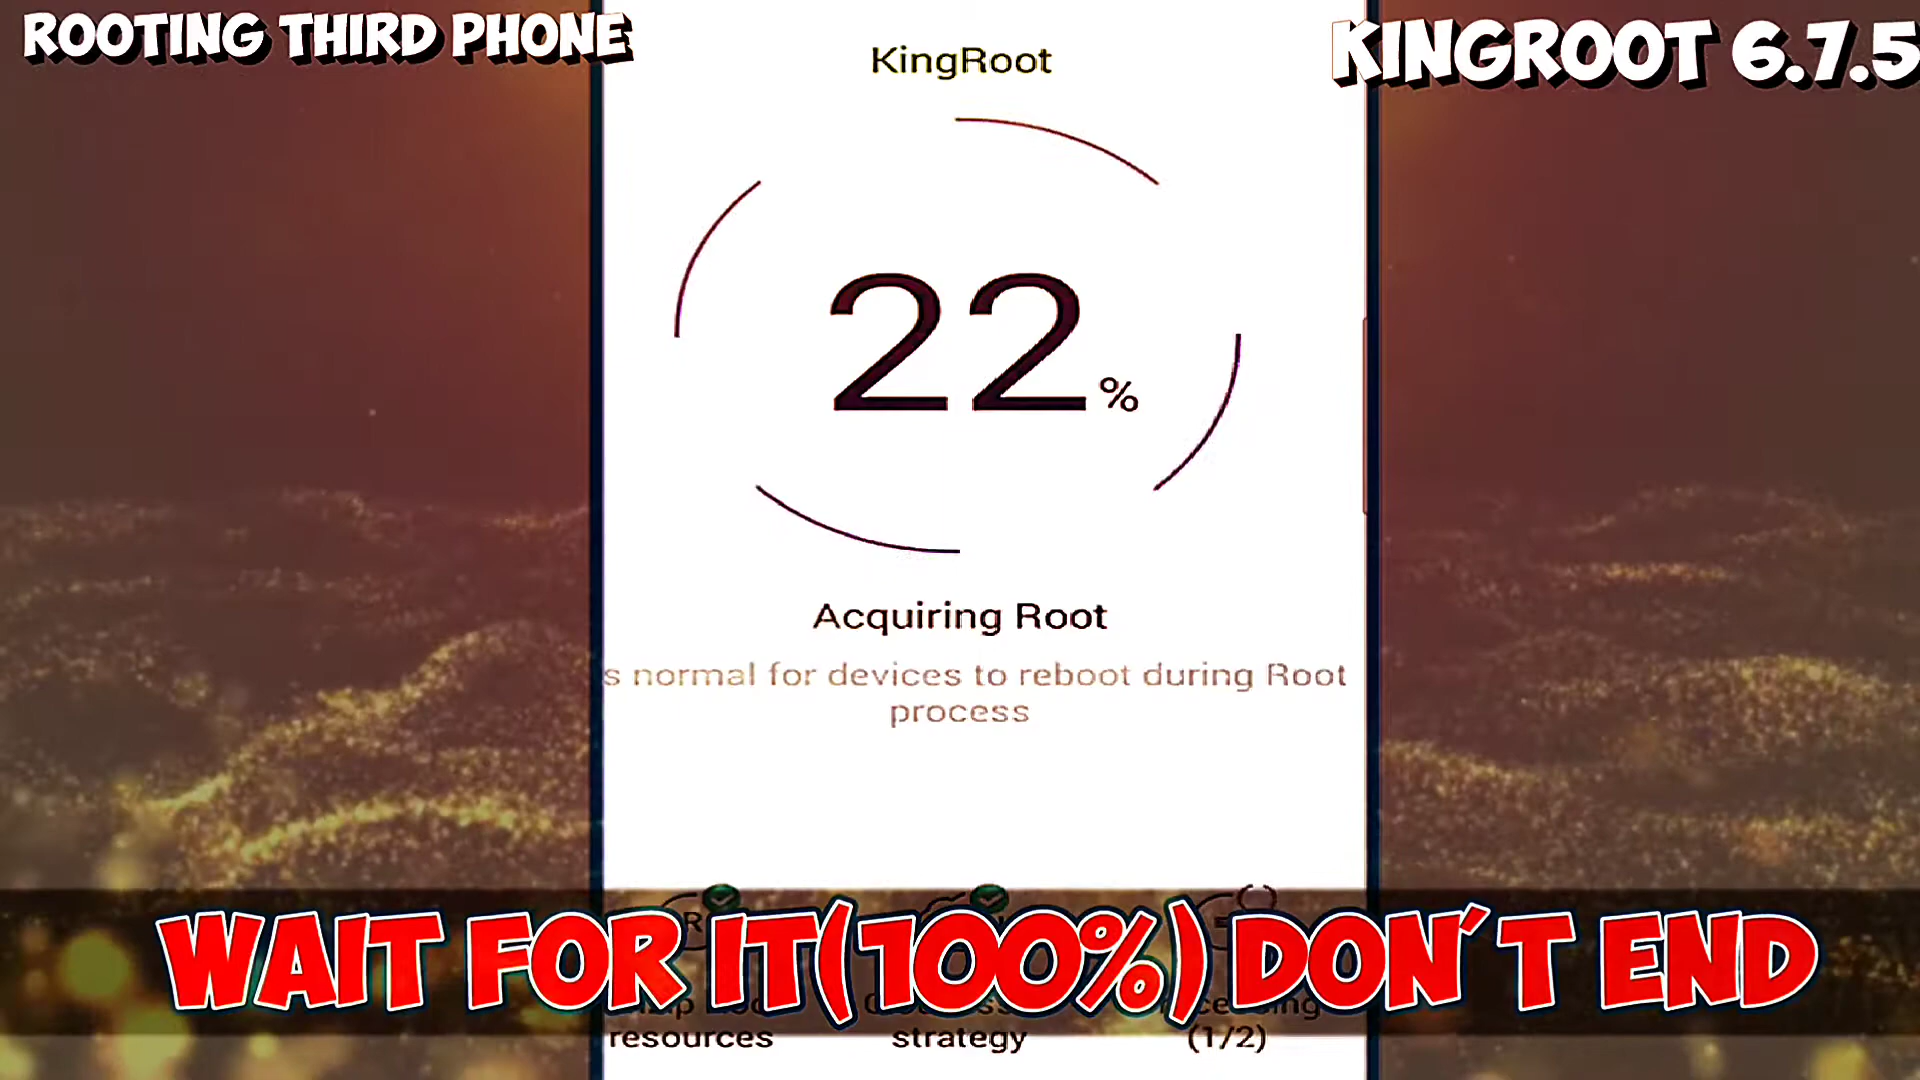 ROOTING THIRD PHONE
KINGROOT 6.7.5
KingRoot
22%
Acquiring Root
s normal for devices to reboot during Root
process
WAIT FOR IT(100%) DON'T END
resources
strategy
(1/2)